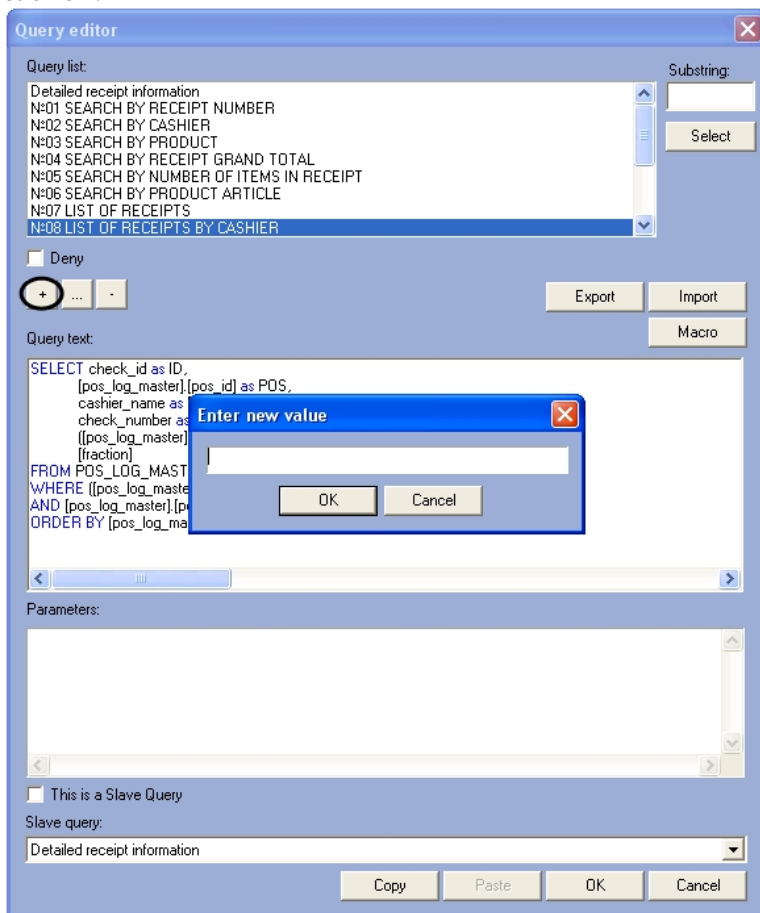 Query editor
Query list:
Substring:
Detailed receipt information
№01 SEARCH BY RECEIPT NUMBER
№02 SEARCH BY CASHIER
№03 SEARCH BY PRODUCT
№04 SEARCH BY RECEIPT GRAND TOTAL
№05 SEARCH BY NUMBER OF ITEMS IN RECEIPT
№06 SEARCH BY PRODUCT ARTICLE
№07 LIST OF RECEIPTS
№08 LIST OF RECEIPTS BY CASHIER
Select
Deny
+ ... -
Export Import
Macro
Query text:
SELECT check_id as ID,
[pos_log_master].[pos_id] as POS,
cashier_name as
check_number as
([pos_log_master]
[fraction]
FROM POS_LOG_MAST
WHERE ([pos_log_maste
AND [pos_log_master].[p
ORDER BY [pos_log_ma
Enter new value
OK Cancel
Parameters:
This is a Slave Query
Slave query:
Detailed receipt information
Copy Paste OK Cancel